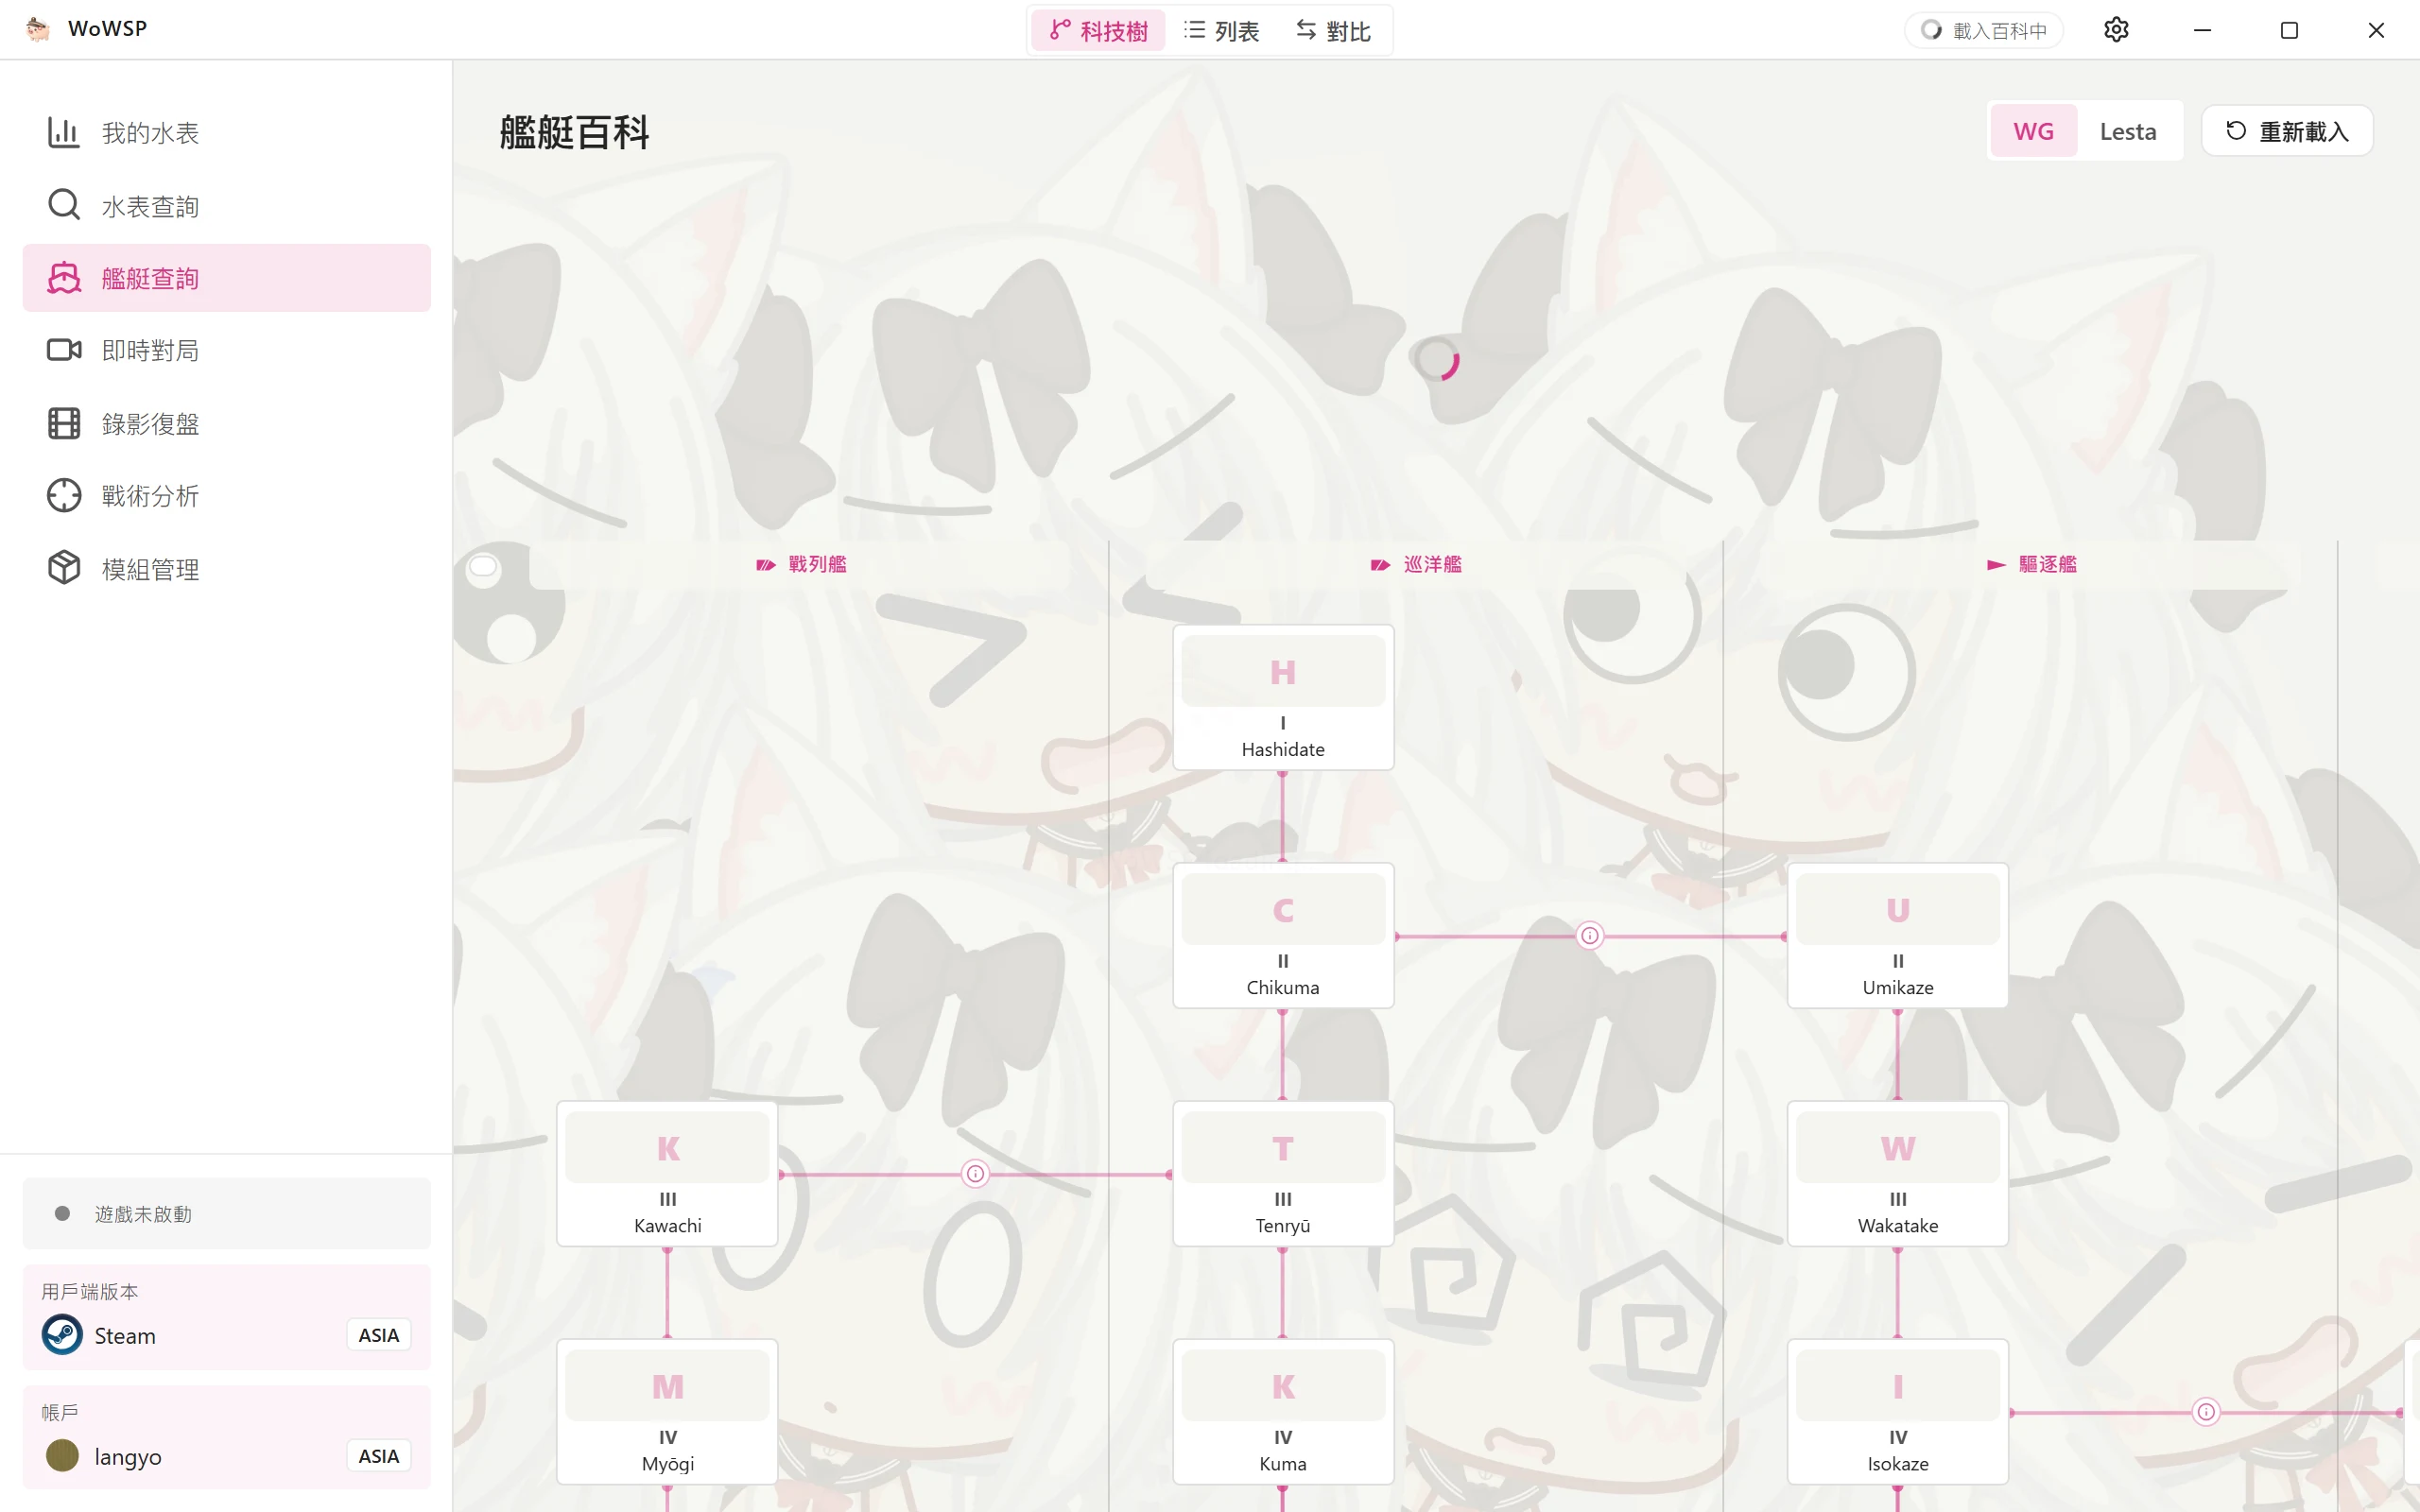 WoWSP
科技樹
列表
對比
載入百科中
我的水表
水表查詢
艦艇查詢
即時對局
錄影復盤
戰術分析
模組管理
遊戲未啟動
用戶端版本
Steam
ASIA
帳戶
langyo
ASIA
艦艇百科
WG
Lesta
重新載入
戰列艦
巡洋艦
驅逐艦
H
I
Hashidate
C
II
Chikuma
U
II
Umikaze
K
III
Kawachi
T
III
Tenryū
W
III
Wakatake
M
IV
Myōgi
K
IV
Kuma
I
IV
Isokaze